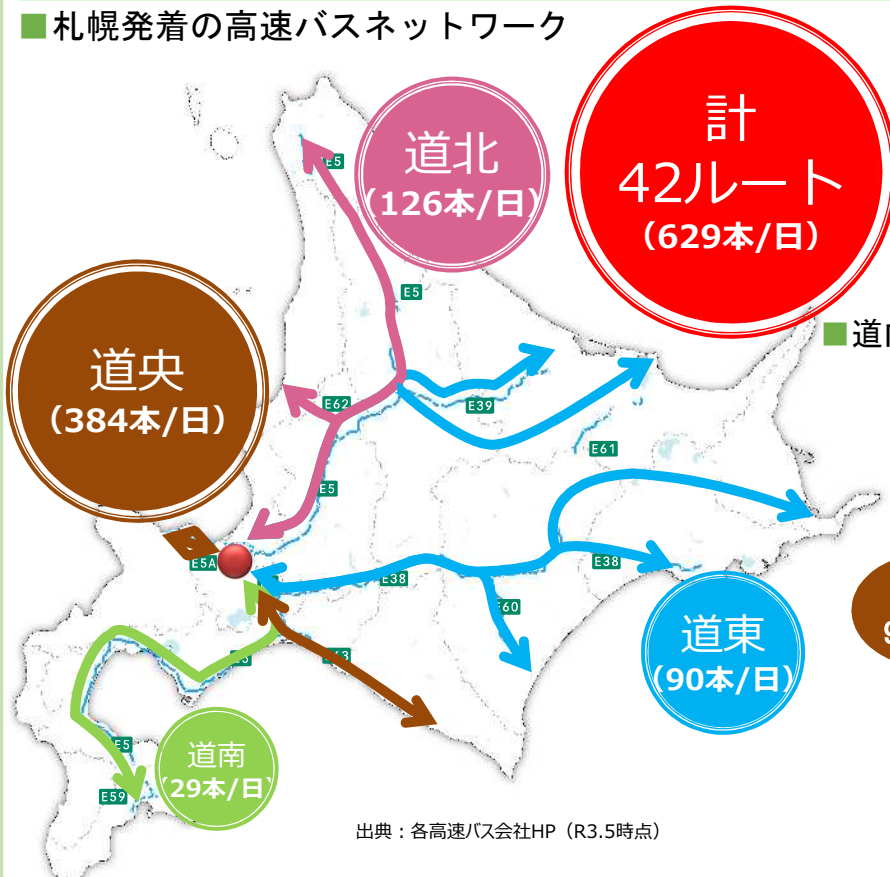 ■札幌発着の高速バスネットワーク
計
42ルート
（629本/日）
道北
（126本/日）
E5
E5
道央
（384本/日）
■道
E62
E39
E61
E5
E5A
E38
E38
E60
道東
（90本/日）
E5
道南
（29本/日）
E59
出典：各高速バス会社HP（R3.5時点）